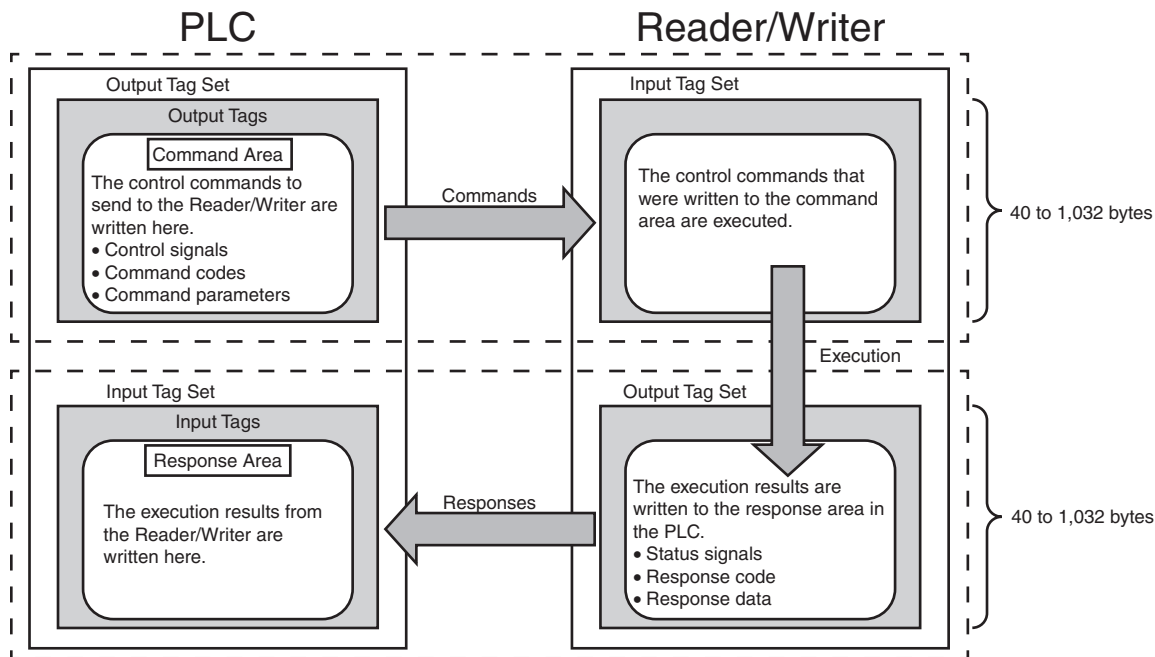 PLC
Reader/Writer
Output Tag Set
Output Tags
Command Area
The control commands to
send to the Reader/Writer are
written here.
• Control signals
• Command codes
• Command parameters
Commands
Input Tag Set
The control commands that
were written to the command
area are executed.
40 to 1,032 bytes
Execution
Input Tag Set
Input Tags
Response Area
The execution results from
the Reader/Writer are
written here.
Responses
Output Tag Set
The execution results are
written to the response area in
the PLC.
• Status signals
• Response code
• Response data
40 to 1,032 bytes